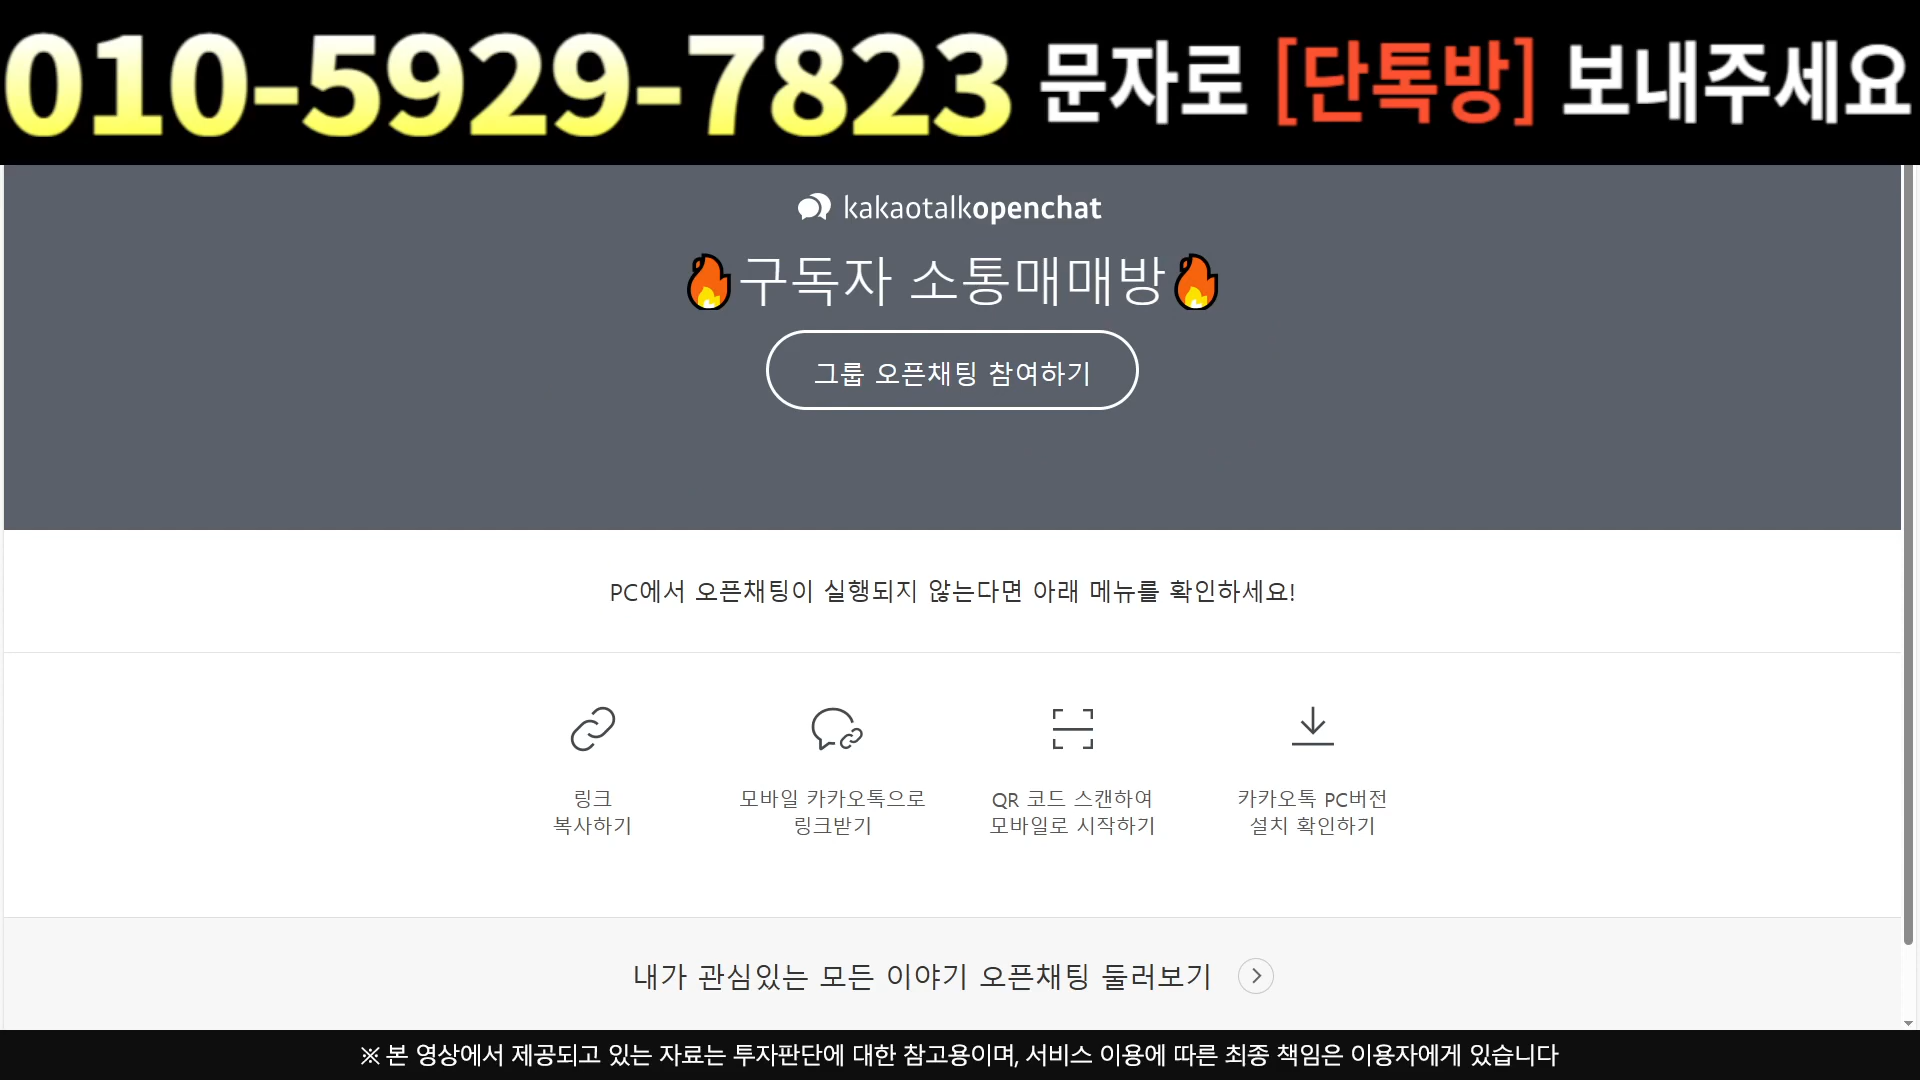 010-5929-7823 문자로 [단톡방] 보내주세요
kakaotalkopenchat
🔥구독자 소통매매방🔥
그룹 오픈채팅 참여하기
PC에서 오픈채팅이 실행되지 않는다면 아래 메뉴를 확인하세요!
링크
복사하기
모바일 카카오톡으로
링크받기
QR 코드 스캔하여
모바일로 시작하기
카카오톡 PC버전
설치 확인하기
내가 관심있는 모든 이야기 오픈채팅 둘러보기
※ 본 영상에서 제공되고 있는 자료는 투자판단에 대한 참고용이며, 서비스 이용에 따른 최종 책임은 이용자에게 있습니다